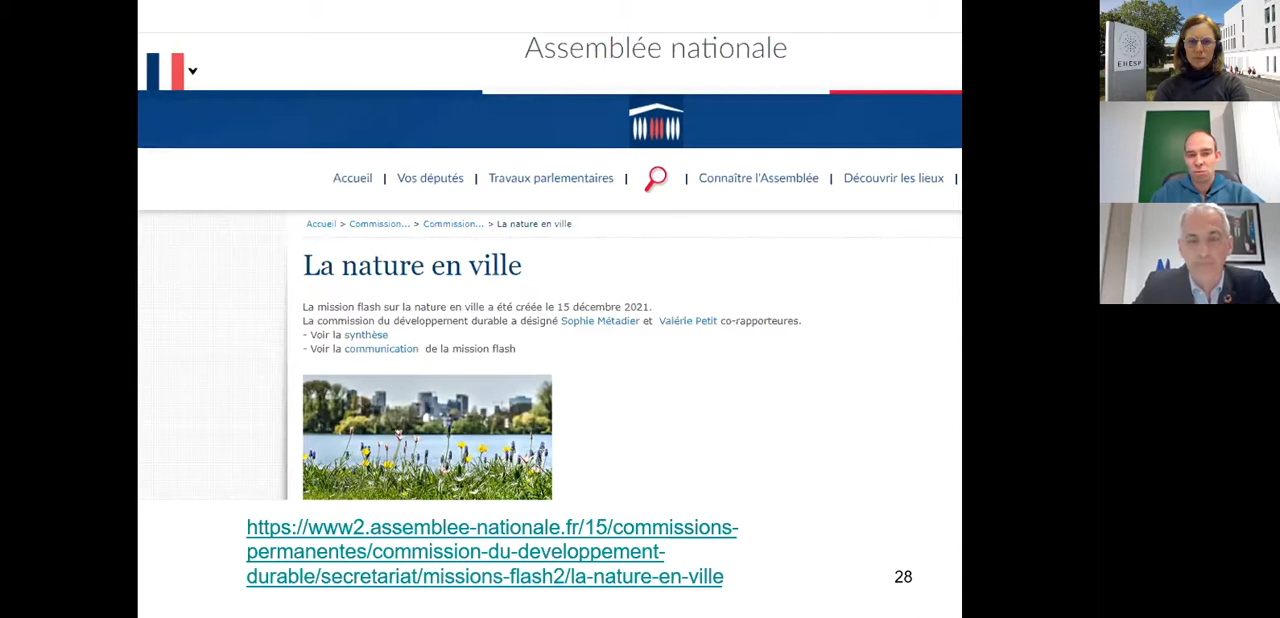 Assemblée nationale
Accueil | Vos députés | Travaux parlementaires | | Connaître l'Assemblée | Découvrir les lieux |
Accueil > Commission... > Commission... > La nature en ville
La nature en ville
La mission flash sur la nature en ville a été créée le 15 décembre 2021.
La commission du développement durable a désigné Sophie Métadier et Valérie Petit co-rapporteures.
- Voir la synthèse
- Voir la communication de la mission flash
https://www2.assemblee-nationale.fr/15/commissions-
permanentes/commission-du-developpement-
durable/secretariat/missions-flash2/la-nature-en-ville
28
EHESP